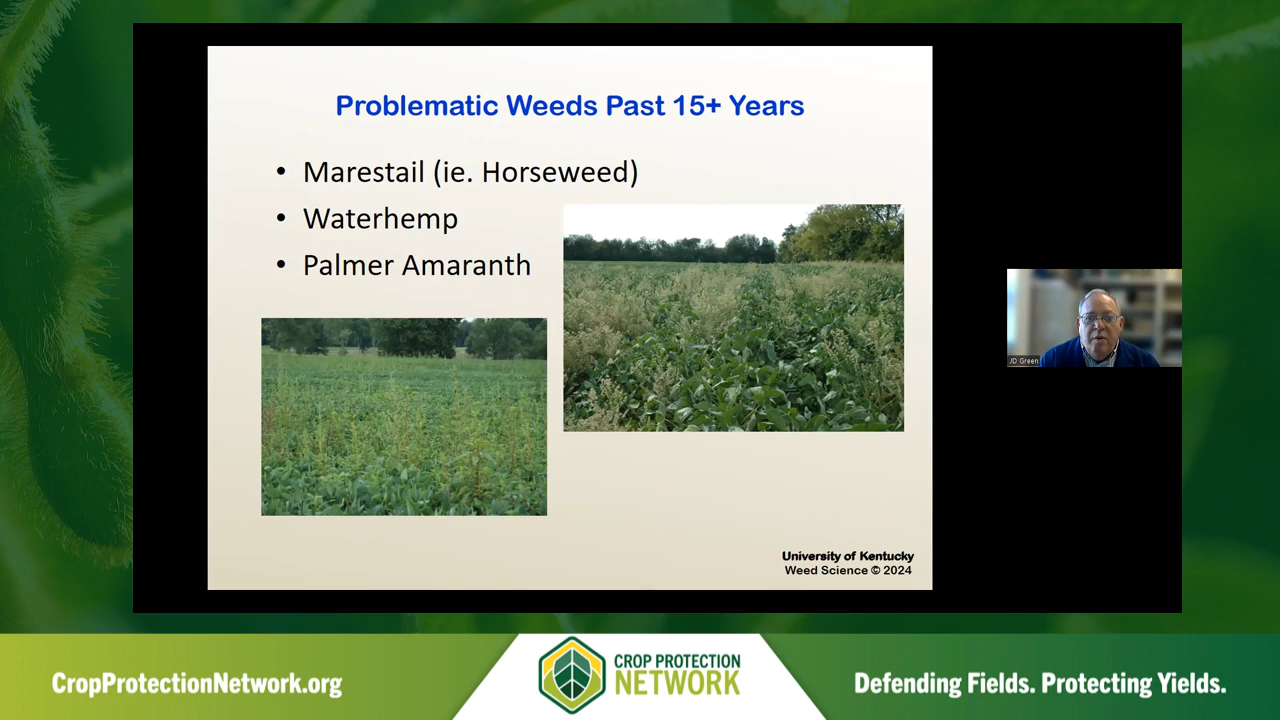 Problematic Weeds Past 15+ Years
• Marestail (ie. Horseweed)
• Waterhemp
• Palmer Amaranth
University of Kentucky
Weed Science © 2024
JD Green
CropProtectionNetwork.org
CROP PROTECTION
NETWORK
Defending Fields. Protecting Yields.